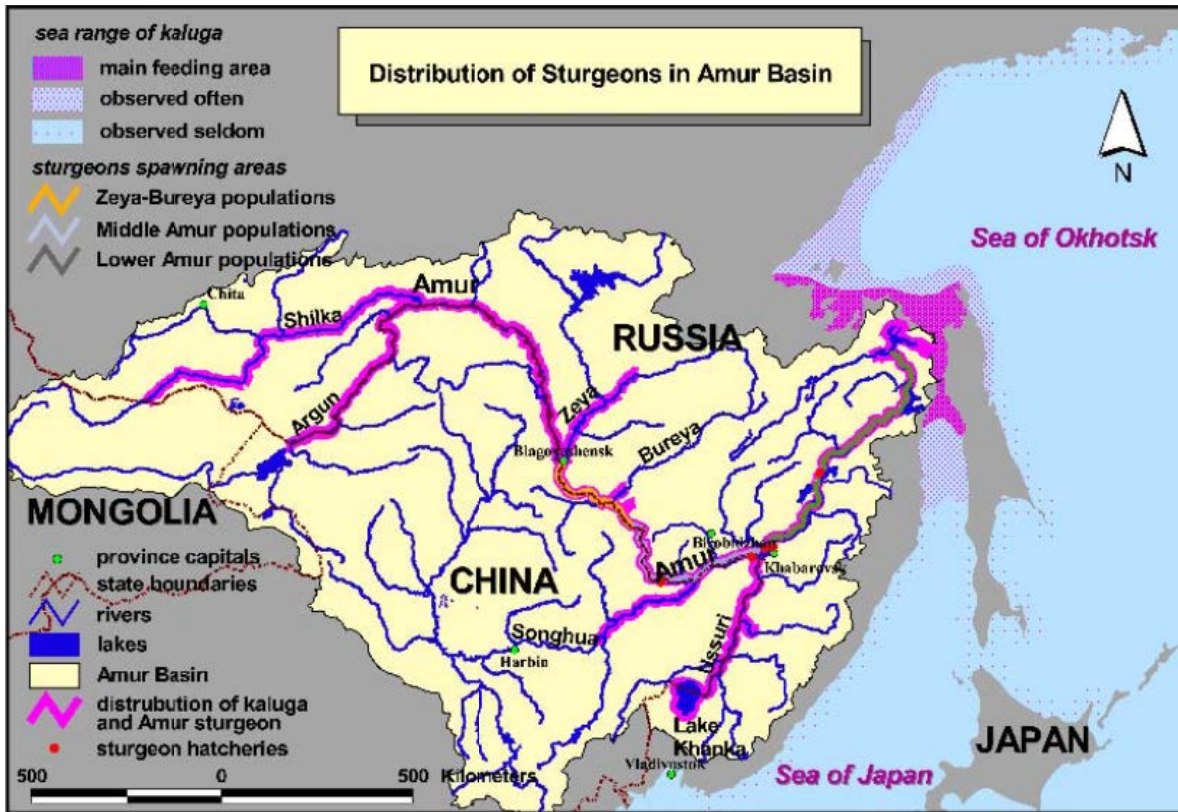 sea range of kaluga
main feeding area
observed often
observed seldom
sturgeons spawning areas
Zeya-Bureya populations
Middle Amur populations
Lower Amur populations
Distribution of Sturgeons in Amur Basin
N
Sea of Okhotsk
Chita
Shilka
Amur
RUSSIA
Argun
Zeya
Bureya
MONGOLIA
CHINA
Amur
Khabarovsk
Songhua
Harbin
Ussuri
Lake
Khapka
Vladivostok
JAPAN
Sea of Japan
province capitals
state boundaries
rivers
lakes
Amur Basin
distrubution of kaluga
and Amur sturgeon
sturgeon hatcheries
500
0
500
Kilometers